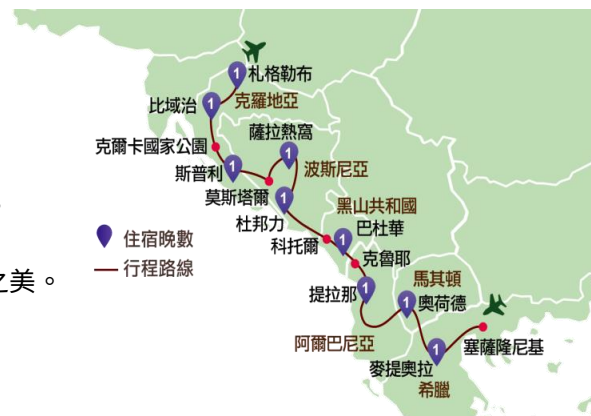 1 札格勒布
克羅地亞
1 比域治
克爾卡國家公園
薩拉熱窩 1
波斯尼亞
斯普利 1
莫斯塔爾
1 杜邦力
黑山共和國
科托爾
1 巴杜華
克魯耶
提拉那 1
馬其頓
1 奧荷德
阿爾巴尼亞
1 麥提奧拉
希臘
塞薩隆尼基
住宿晚數
行程路線
之美。